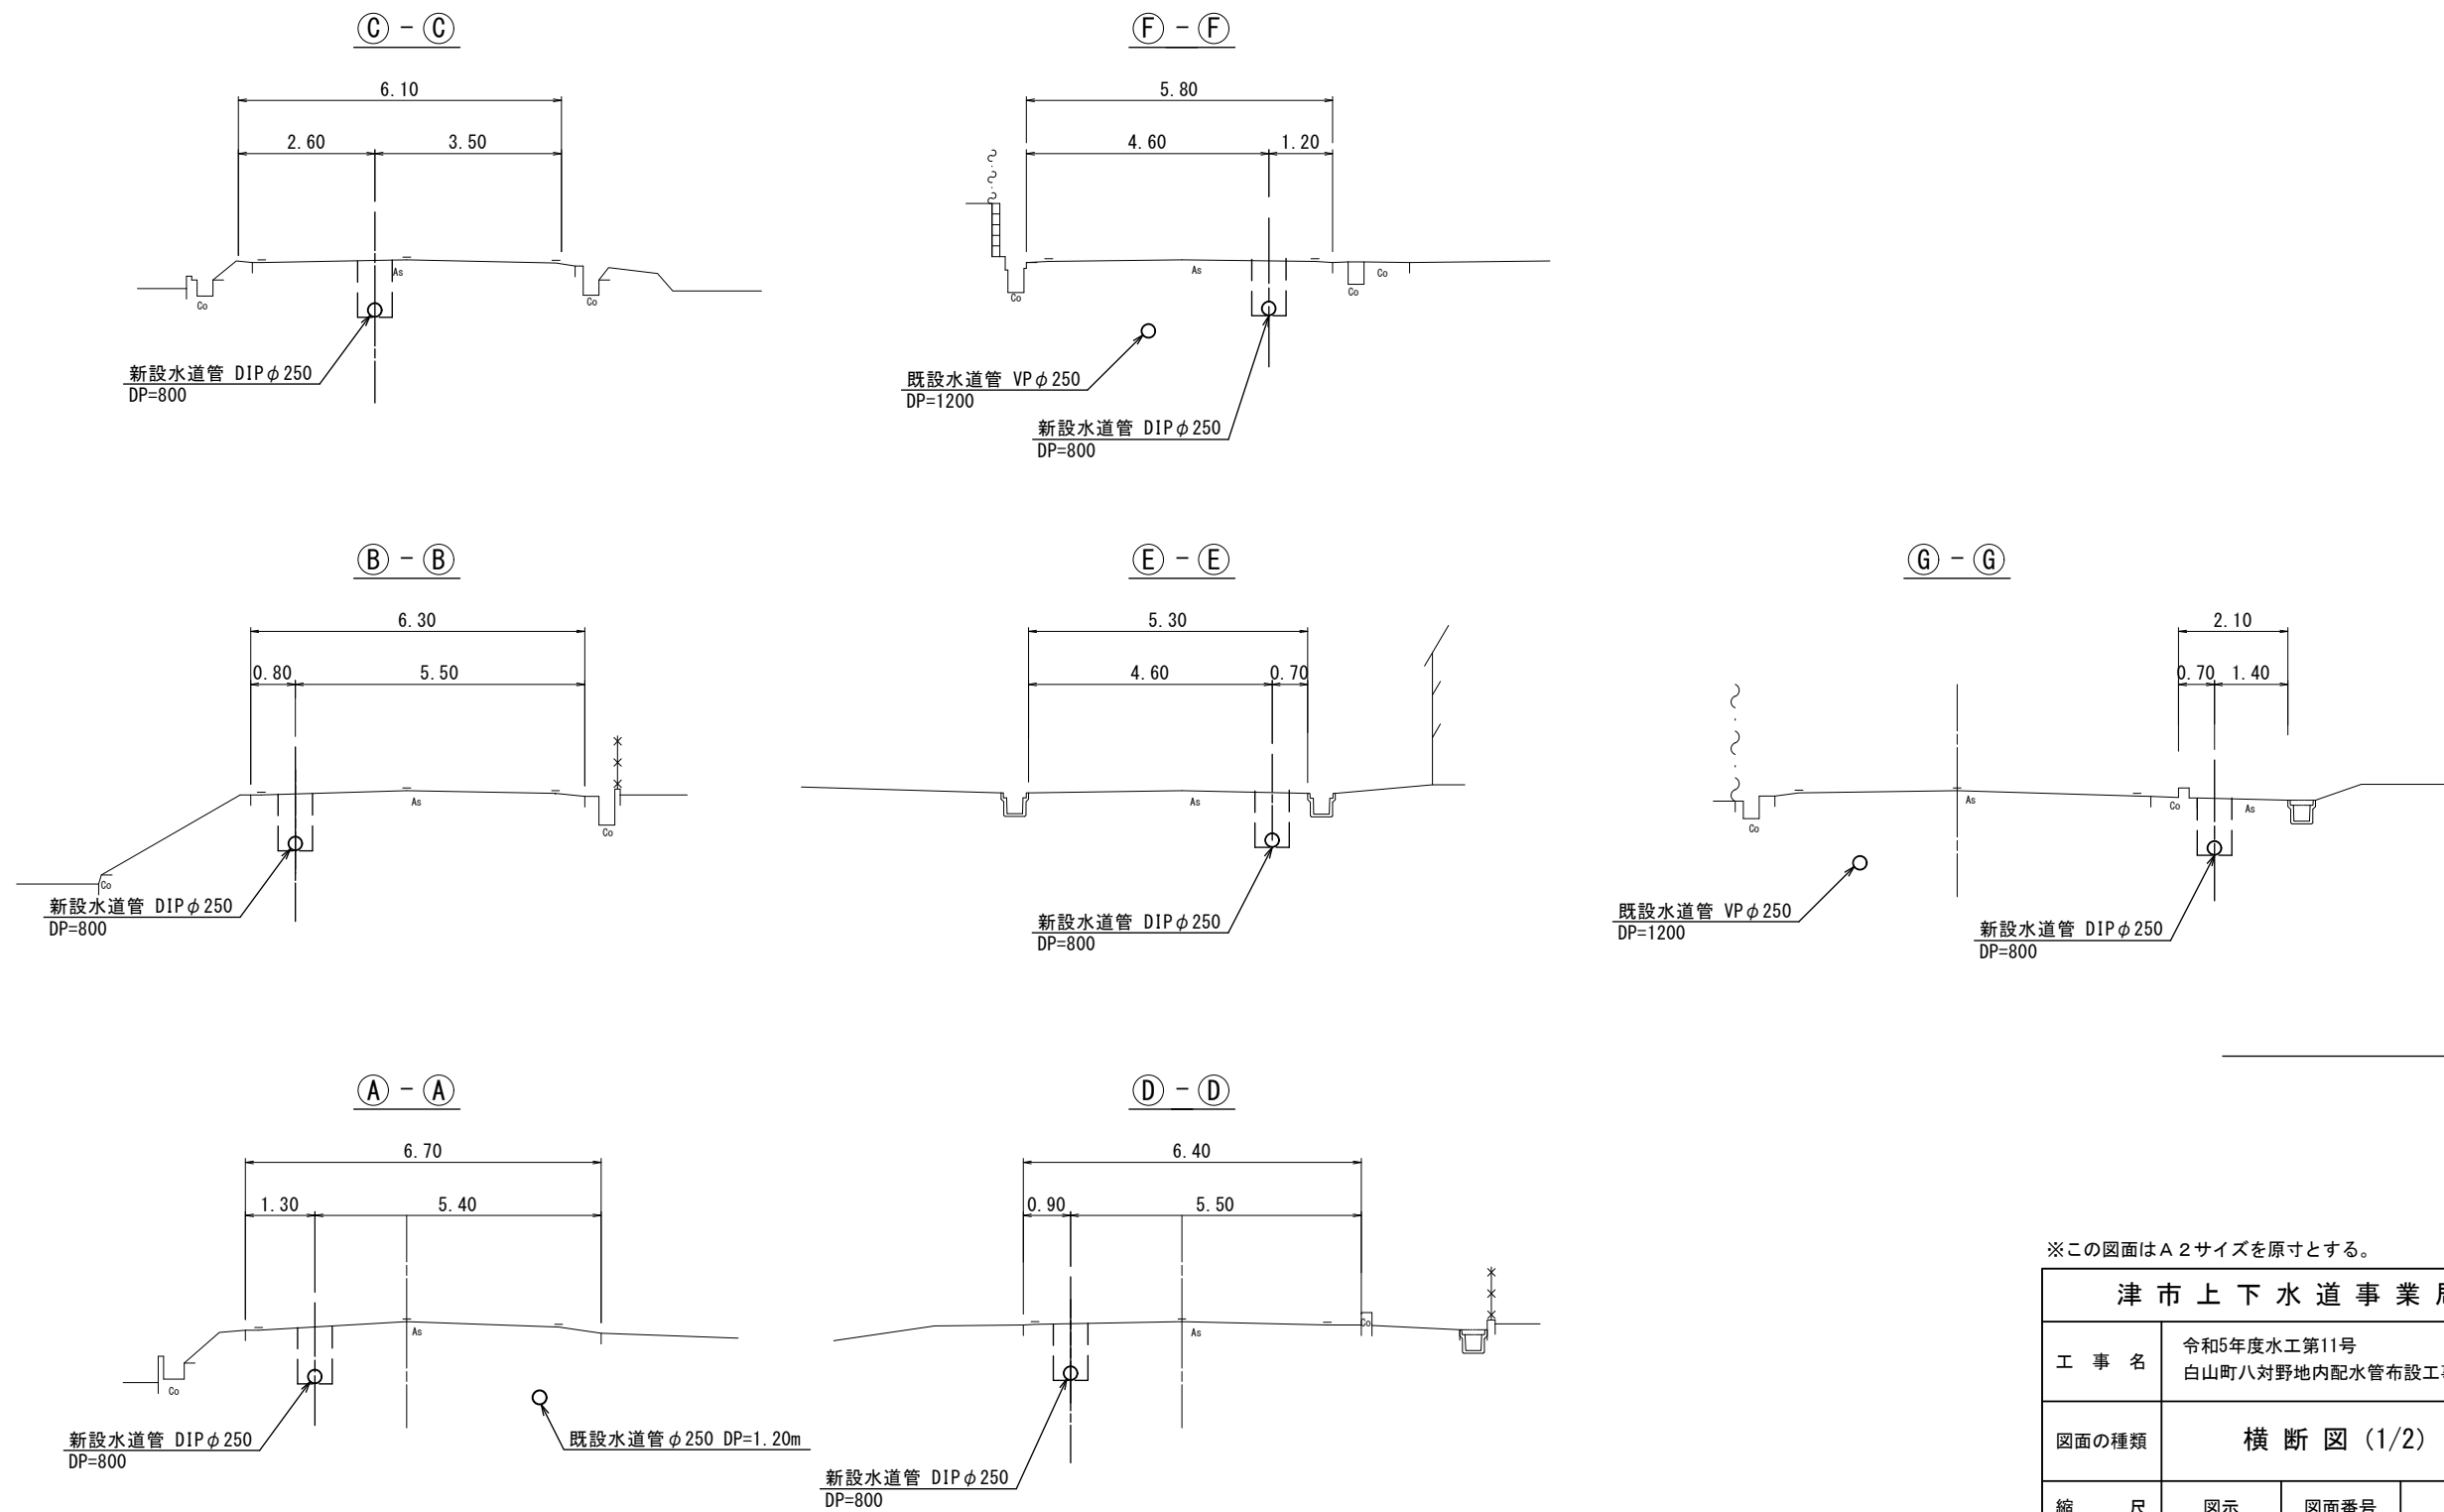 Ⓒ - Ⓒ
6.10
2.60 3.50
As
Co
Co
新設水道管 DIPφ250
DP=800
Ⓕ - Ⓕ
5.80
4.60 1.20
As
Co
Co
Co
既設水道管 VPφ250
DP=1200
新設水道管 DIPφ250
DP=800
Ⓑ - Ⓑ
6.30
0.80 5.50
As
Co
Co
新設水道管 DIPφ250
DP=800
Ⓔ - Ⓔ
5.30
4.60 0.70
As
新設水道管 DIPφ250
DP=800
Ⓖ - Ⓖ
2.10
0.70 1.40
As
Co
As
Co
既設水道管 VPφ250
DP=1200
新設水道管 DIPφ250
DP=800
Ⓐ - Ⓐ
6.70
1.30 5.40
As
Co
新設水道管 DIPφ250
DP=800
既設水道管φ250 DP=1.20m
Ⓓ - Ⓓ
6.40
0.90 5.50
As
Co
新設水道管 DIPφ250
DP=800
※この図面はA2サイズを原寸とする。
津市上下水道事業
工事名 令和5年度水工第11号
白山町八対野地内配水管布設工
図面の種類 横断図(1/2)
縮尺 図示 図面番号